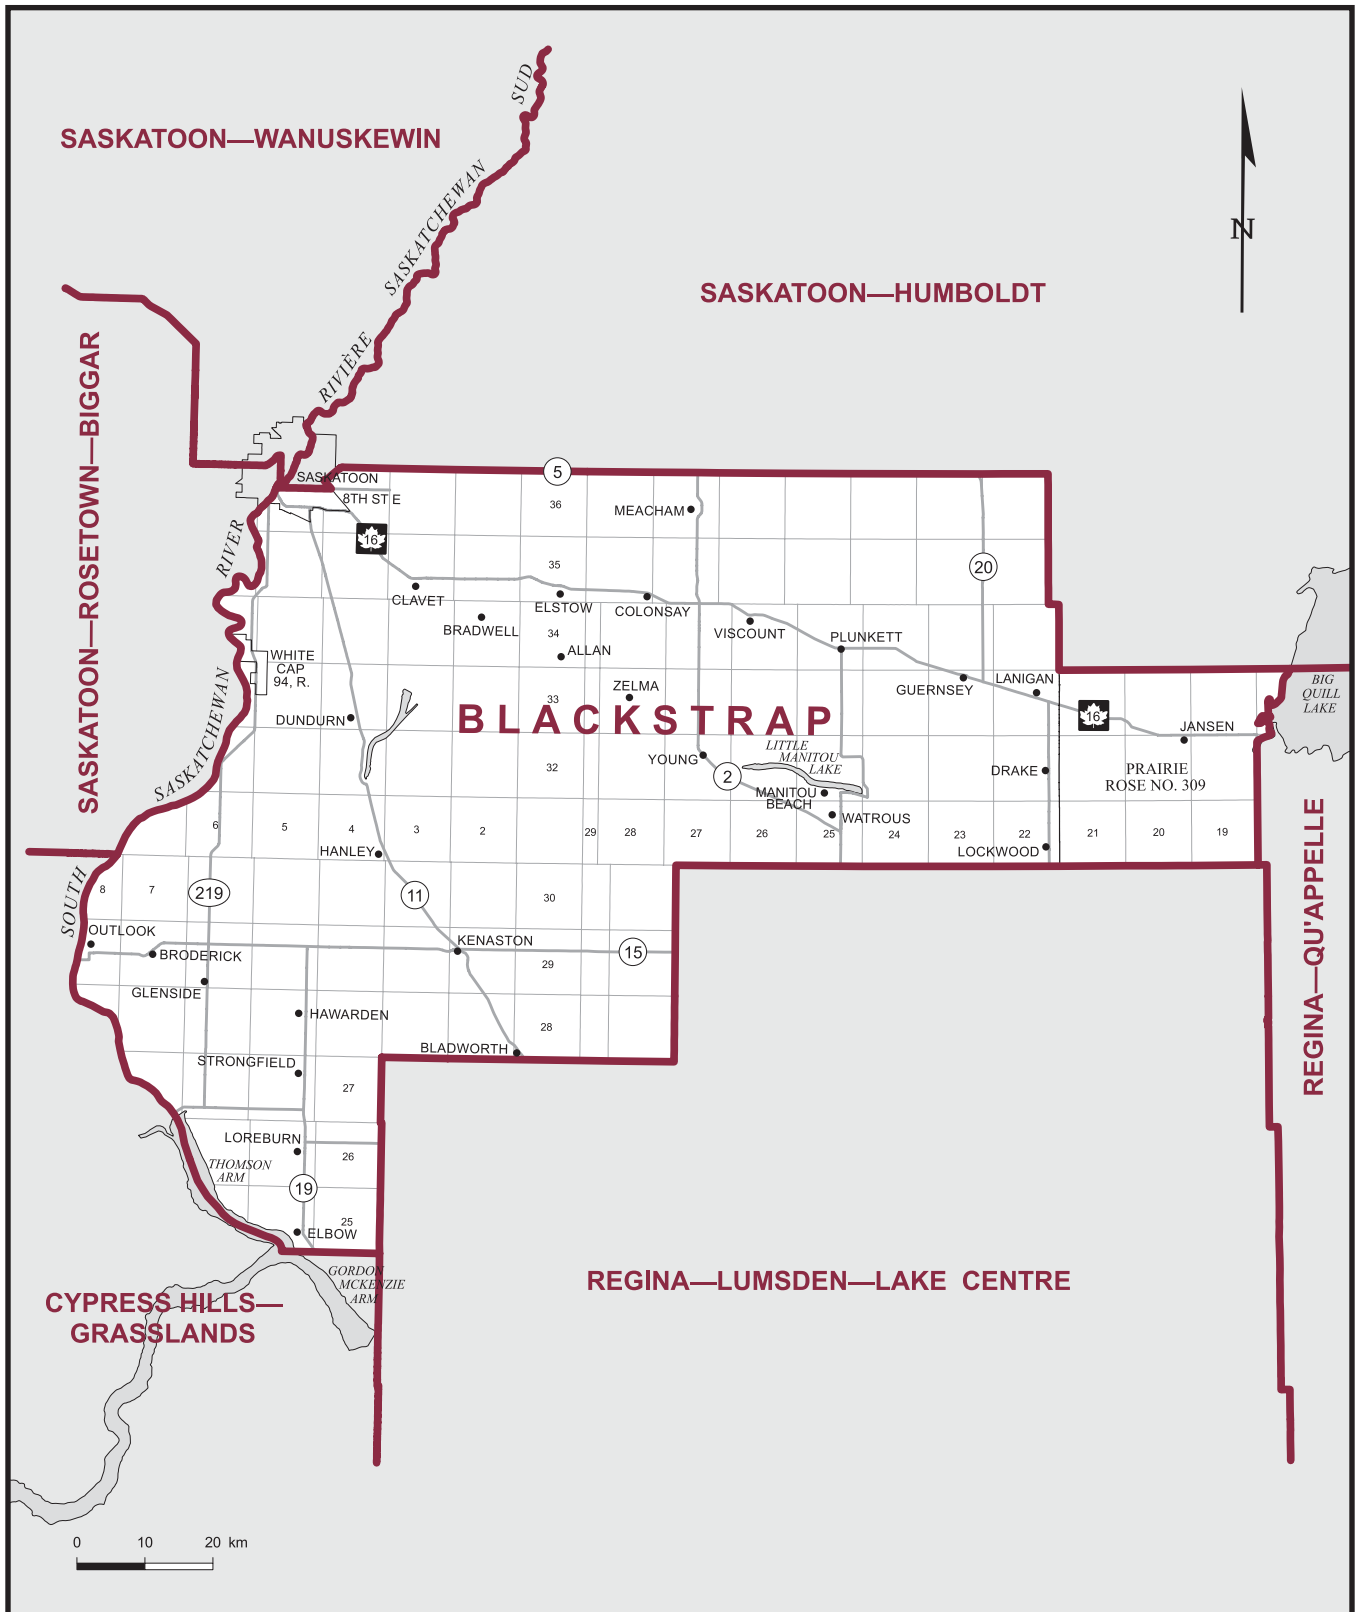 SUD
SASKATOON—WANUSKEWIN
SASKATCHEWAN
N
SASKATOON—HUMBOLDT
RIVIÈRE
SASKATOON—ROSETOWN—BIGGAR
SASKATOON
5
8TH ST E
36
MEACHAM
16
RIVER
35
20
CLAVET
ELSTOW
COLONSAY
BRADWELL
34
VISCOUNT
PLUNKETT
ALLAN
WHITE
CAP
94, R.
ZELMA
33
GUERNSEY
LANIGAN
BIG
QUILL
LAKE
DUNDURN
BLACKSTRAP
16
JANSEN
SASKATCHEWAN
YOUNG
LITTLE
MANITOU
LAKE
32
2
DRAKE
PRAIRIE
ROSE NO. 309
MANITOU
BEACH
WATROUS
6
5
4
3
2
29
28
27
26
25
24
23
22
21
20
19
HANLEY
LOCKWOOD
SOUTH
8
7
219
11
30
REGINA—QU'APPELLE
OUTLOOK
BRODERICK
KENASTON
15
29
GLENSIDE
HAWARDEN
28
BLADWORTH
STRONGFIELD
27
LOREBURN
26
THOMSON
ARM
19
25
ELBOW
GORDON
MCKENZIE
ARM
REGINA—LUMSDEN—LAKE CENTRE
CYPRESS HILLS—
GRASSLANDS
0 10 20 km